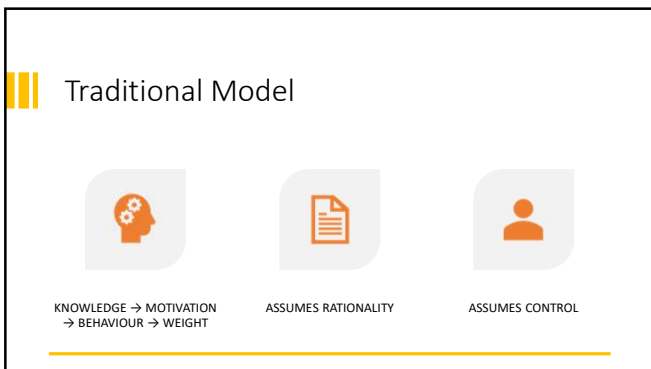 Traditional Model
KNOWLEDGE → MOTIVATION
→ BEHAVIOUR → WEIGHT
ASSUMES RATIONALITY
ASSUMES CONTROL